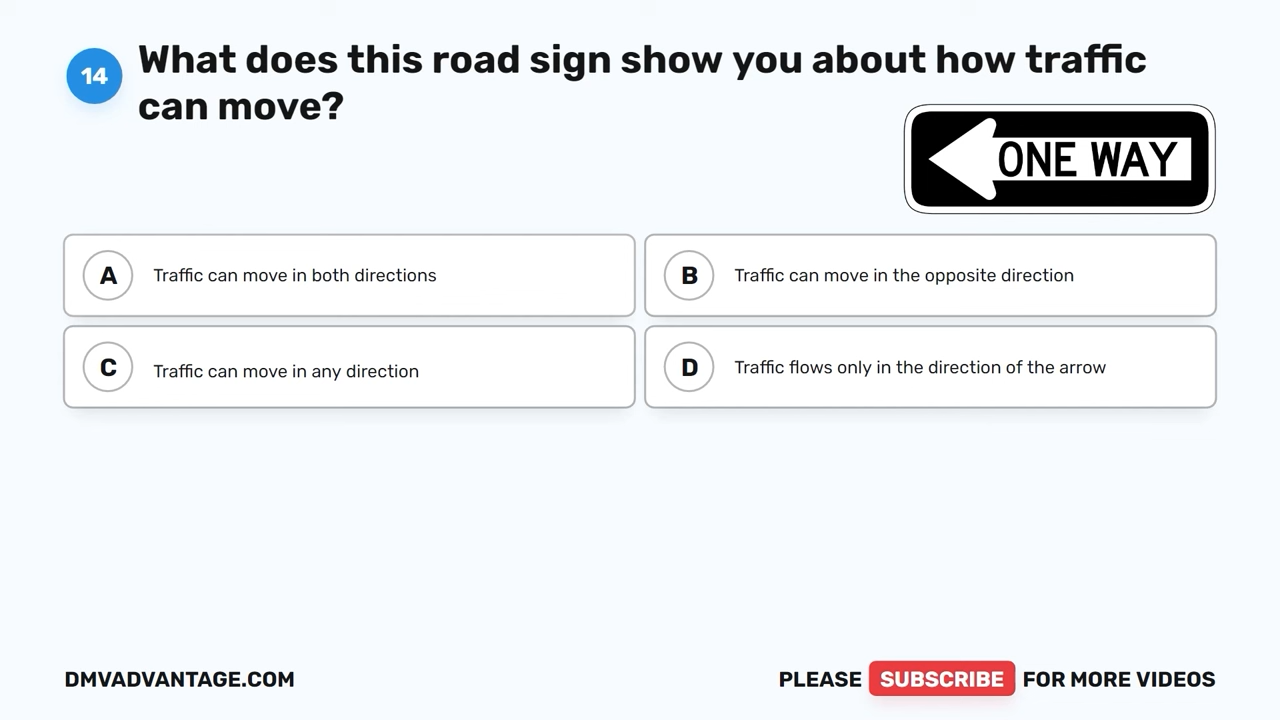 14
What does this road sign show you about how traffic
can move?
ONE WAY
A
Traffic can move in both directions
B
Traffic can move in the opposite direction
C
Traffic can move in any direction
D
Traffic flows only in the direction of the arrow
DMVADVANTAGE.COM
PLEASE SUBSCRIBE FOR MORE VIDEOS